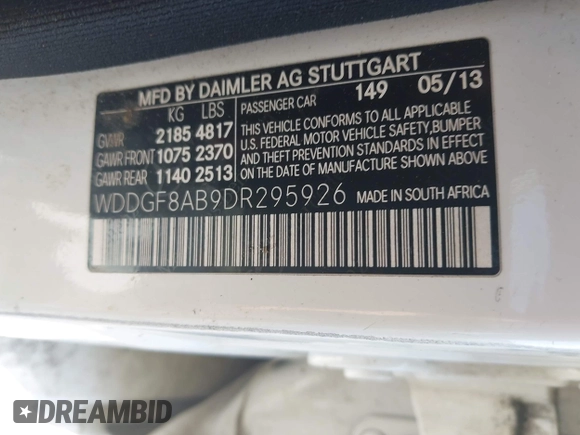 MFD BY DAIMLER AG STUTTGART
KG LBS PASSENGER CAR 149 05/13
GVWR 2185 4817
GAWR FRONT 1075 2370
GAWR REAR 1140 2513
THIS VEHICLE CONFORMS TO ALL APPLICABLE
U.S. FEDERAL MOTOR VEHICLE SAFETY, BUMPER
AND THEFT PREVENTION STANDARDS IN EFFECT
ON THE DATE OF MANUFACTURE SHOWN ABOVE
WDDGF8AB9DR295926 MADE IN SOUTH AFRICA
DREAMBID